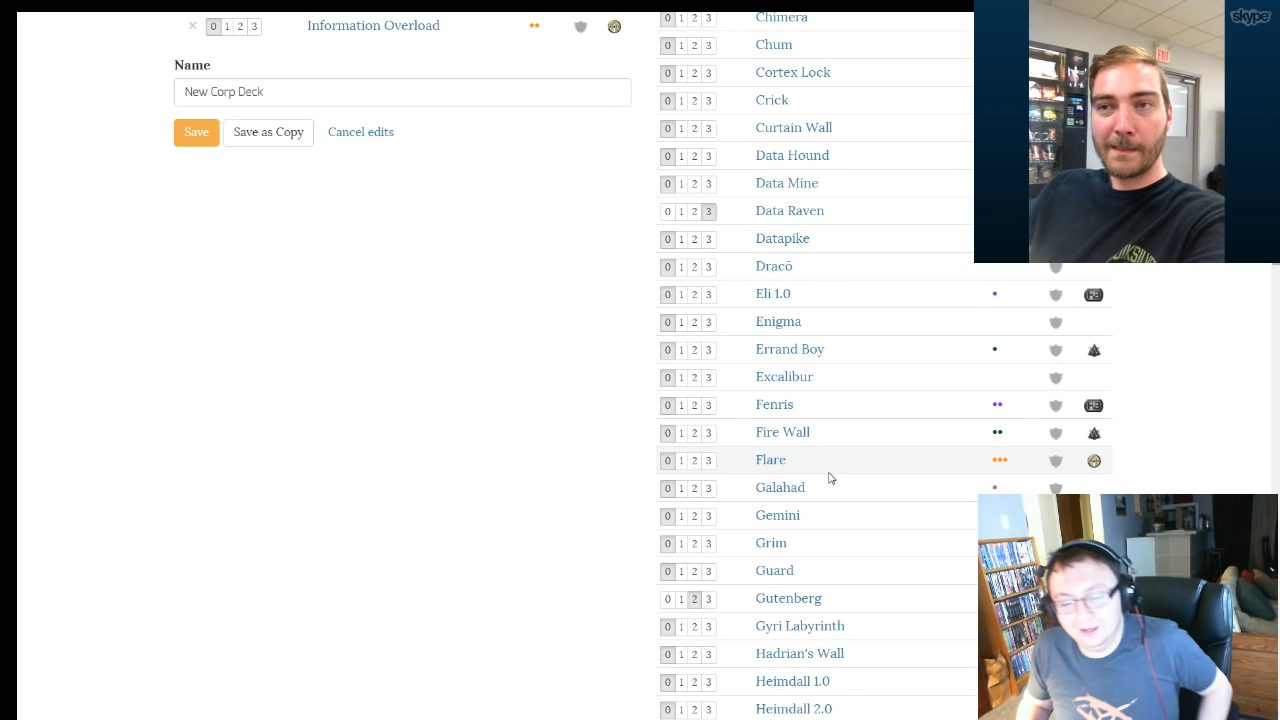 × 0 1 2 3 Information Overload
Name
New Corp Deck
Save Save as Copy Cancel edits
0 1 2 3 Chimera
0 1 2 3 Chum
0 1 2 3 Cortex Lock
0 1 2 3 Crick
0 1 2 3 Curtain Wall
0 1 2 3 Data Hound
0 1 2 3 Data Mine
0 1 2 3 Data Raven
0 1 2 3 Datapike
0 1 2 3 Dracō
0 1 2 3 Eli 1.0
0 1 2 3 Enigma
0 1 2 3 Errand Boy
0 1 2 3 Excalibur
0 1 2 3 Fenris
0 1 2 3 Fire Wall
0 1 2 3 Flare
0 1 2 3 Galahad
0 1 2 3 Gemini
0 1 2 3 Grim
0 1 2 3 Guard
0 1 2 3 Gutenberg
0 1 2 3 Gyri Labyrinth
0 1 2 3 Hadrian's Wall
0 1 2 3 Heimdall 1.0
0 1 2 3 Heimdall 2.0
skype
EXIT